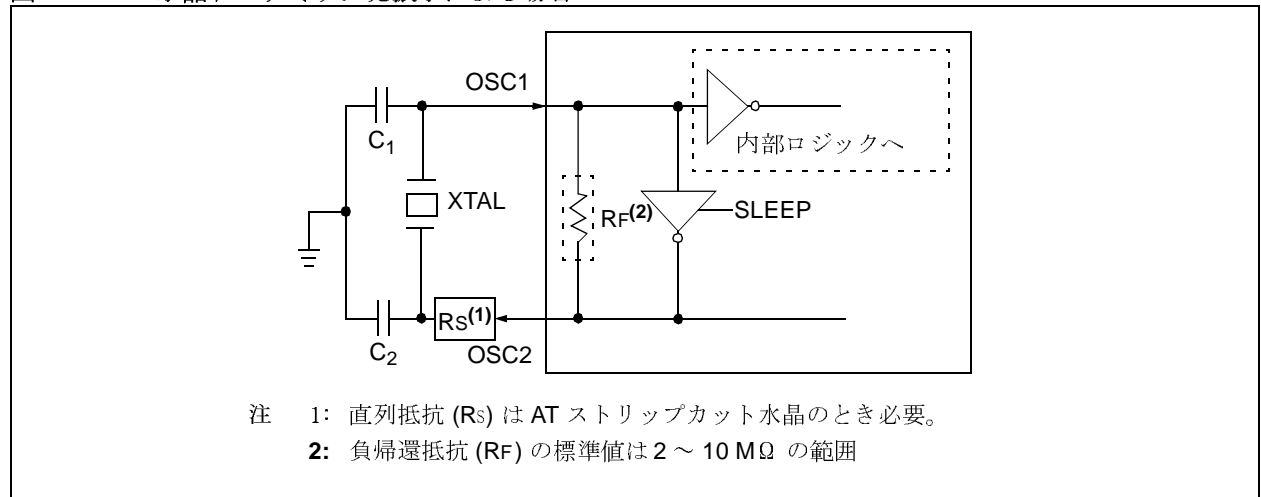 OSC1
C1
内部ロジックへ
XTAL
RF(2)
SLEEP
RS(1)
C2
OSC2
注 1: 直列抵抗 (RS) は AT ストリップカット水晶のとき必要。
2: 負帰還抵抗 (RF) の標準値は 2 ～ 10 MΩ の範囲